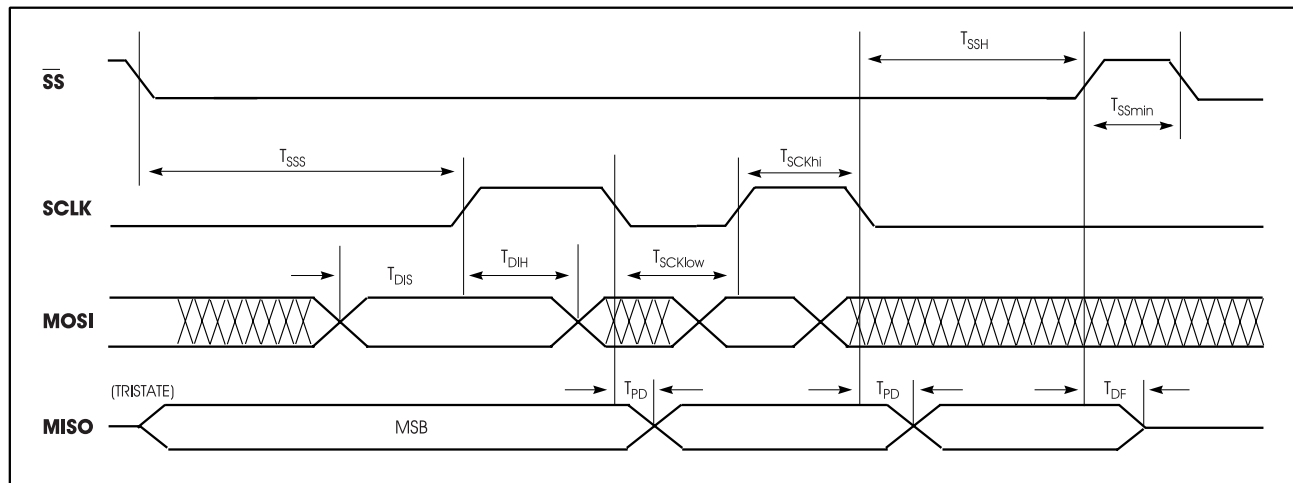 T_SSH
SS
T_SSmin
T_SSS
T_SCKhi
SCLK
T_DIS
T_DIH
T_SCKlow
MOSI
(TRISTATE)
T_PD
T_PD
T_DF
MISO
MSB